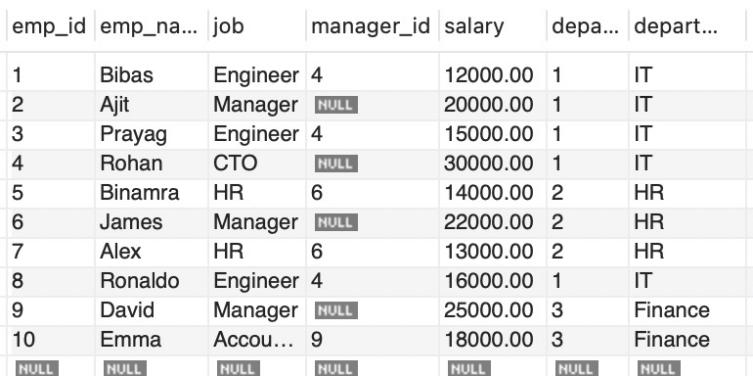 emp_id emp_na... job manager_id salary depa... depart...
1 Bibas Engineer 4 12000.00 1 IT
2 Ajit Manager NULL 20000.00 1 IT
3 Prayag Engineer 4 15000.00 1 IT
4 Rohan CTO NULL 30000.00 1 IT
5 Binamra HR 6 14000.00 2 HR
6 James Manager NULL 22000.00 2 HR
7 Alex HR 6 13000.00 2 HR
8 Ronaldo Engineer 4 16000.00 1 IT
9 David Manager NULL 25000.00 3 Finance
10 Emma Accou... 9 18000.00 3 Finance
NULL NULL NULL NULL NULL NULL NULL